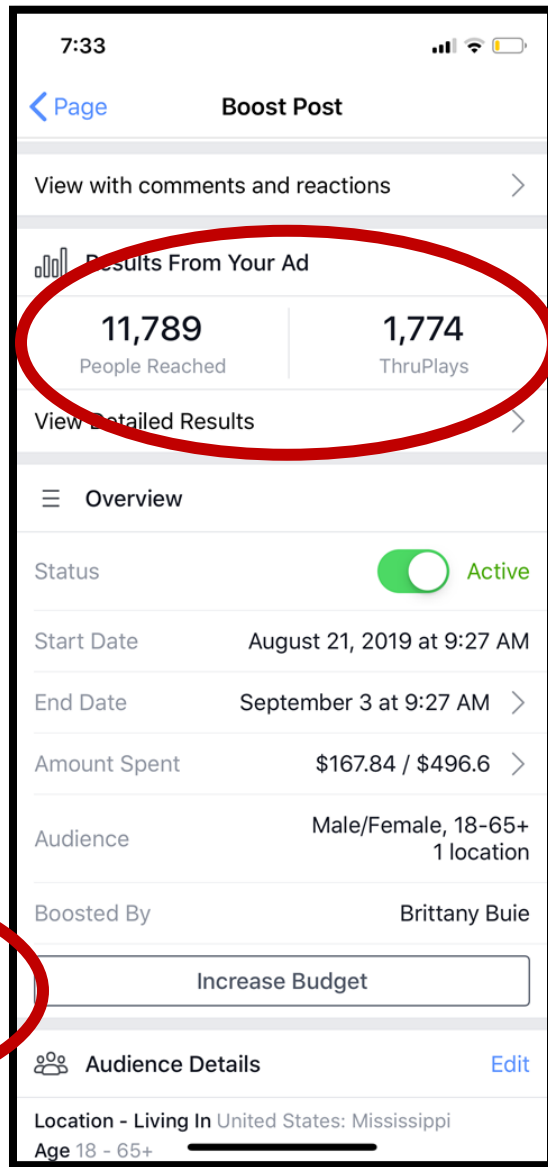 7:33
Page Boost Post
View with comments and reactions
Results From Your Ad
11,789 1,774
People Reached ThruPlays
View Detailed Results
Overview
Status Active
Start Date August 21, 2019 at 9:27 AM
End Date September 3 at 9:27 AM
Amount Spent $167.84 / $496.6
Audience Male/Female, 18-65+
1 location
Boosted By Brittany Buie
Increase Budget
Audience Details Edit
Location - Living In United States: Mississippi
Age 18 - 65+